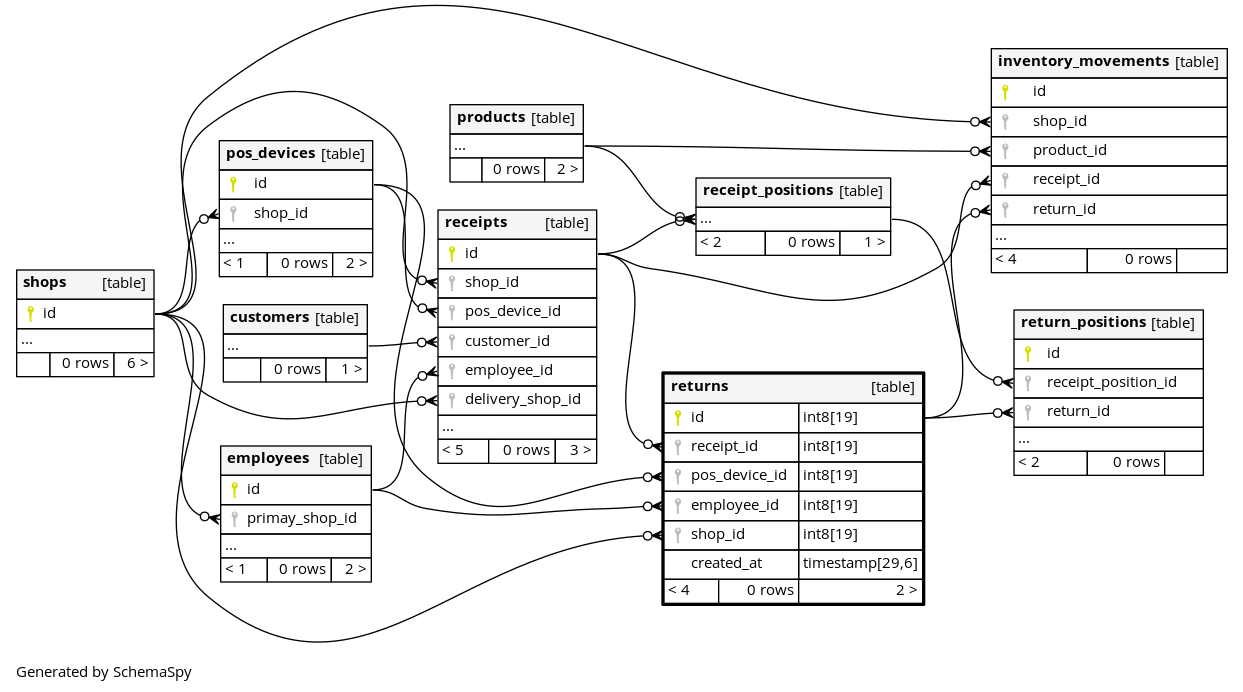 shops [table]
id
...
0 rows 6 >
pos_devices [table]
id
shop_id
...
< 1 0 rows 2 >
customers [table]
...
0 rows 1 >
employees [table]
id
primay_shop_id
...
< 1 0 rows 2 >
products [table]
...
0 rows 2 >
receipts [table]
id
shop_id
pos_device_id
customer_id
employee_id
delivery_shop_id
...
< 5 0 rows 3 >
receipt_positions [table]
...
< 2 0 rows 1 >
returns [table]
id int8[19]
receipt_id int8[19]
pos_device_id int8[19]
employee_id int8[19]
shop_id int8[19]
created_at timestamp[29,6]
< 4 0 rows 2 >
inventory_movements [table]
id
shop_id
product_id
receipt_id
return_id
...
< 4 0 rows
return_positions [table]
id
receipt_position_id
return_id
...
< 2 0 rows
Generated by SchemaSpy